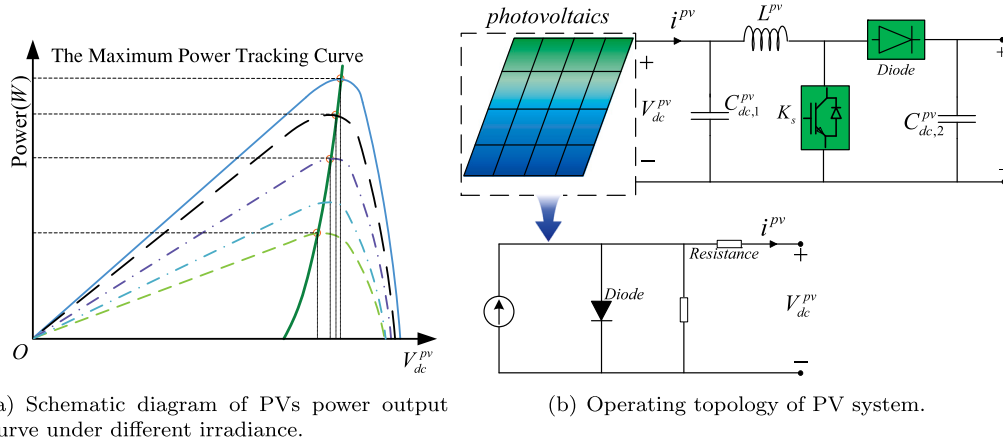 The Maximum Power Tracking Curve
Power(W)
O
V_dc^pv
a) Schematic diagram of PVs power output
urve under different irradiance.
photovoltaics
i^pv
L^pv
+
V_dc^pv
−
C_dc,1^pv
K_s
Diode
C_dc,2^pv
+
−
Diode
Resistance
i^pv
+
V_dc^pv
−
(b) Operating topology of PV system.